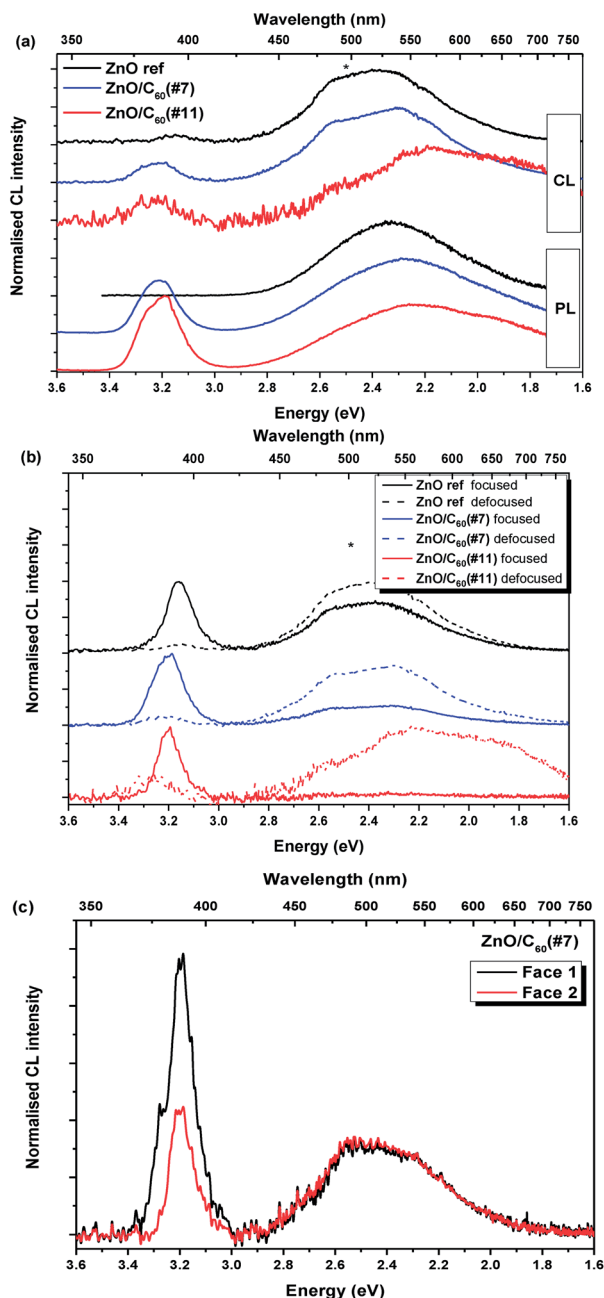 Wavelength (nm)
350 400 450 500 550 600 650 700 750
(a)
ZnO ref
ZnO/C60(#7)
ZnO/C60(#11)
*
CL
PL
Normalised CL intensity
3.6 3.4 3.2 3.0 2.8 2.6 2.4 2.2 2.0 1.8 1.6
Energy (eV)
Wavelength (nm)
(b)
350 400 450 500 550 600 650 700 750
ZnO ref focused
ZnO ref defocused
ZnO/C60(#7) focused
ZnO/C60(#7) defocused
ZnO/C60(#11) focused
ZnO/C60(#11) defocused
*
Normalised CL intensity
3.6 3.4 3.2 3.0 2.8 2.6 2.4 2.2 2.0 1.8 1.6
Energy (eV)
Wavelength (nm)
(c)
350 400 450 500 550 600 650 700 750
ZnO/C60(#7)
Face 1
Face 2
Normalised CL intensity
3.6 3.4 3.2 3.0 2.8 2.6 2.4 2.2 2.0 1.8 1.6
Energy (eV)